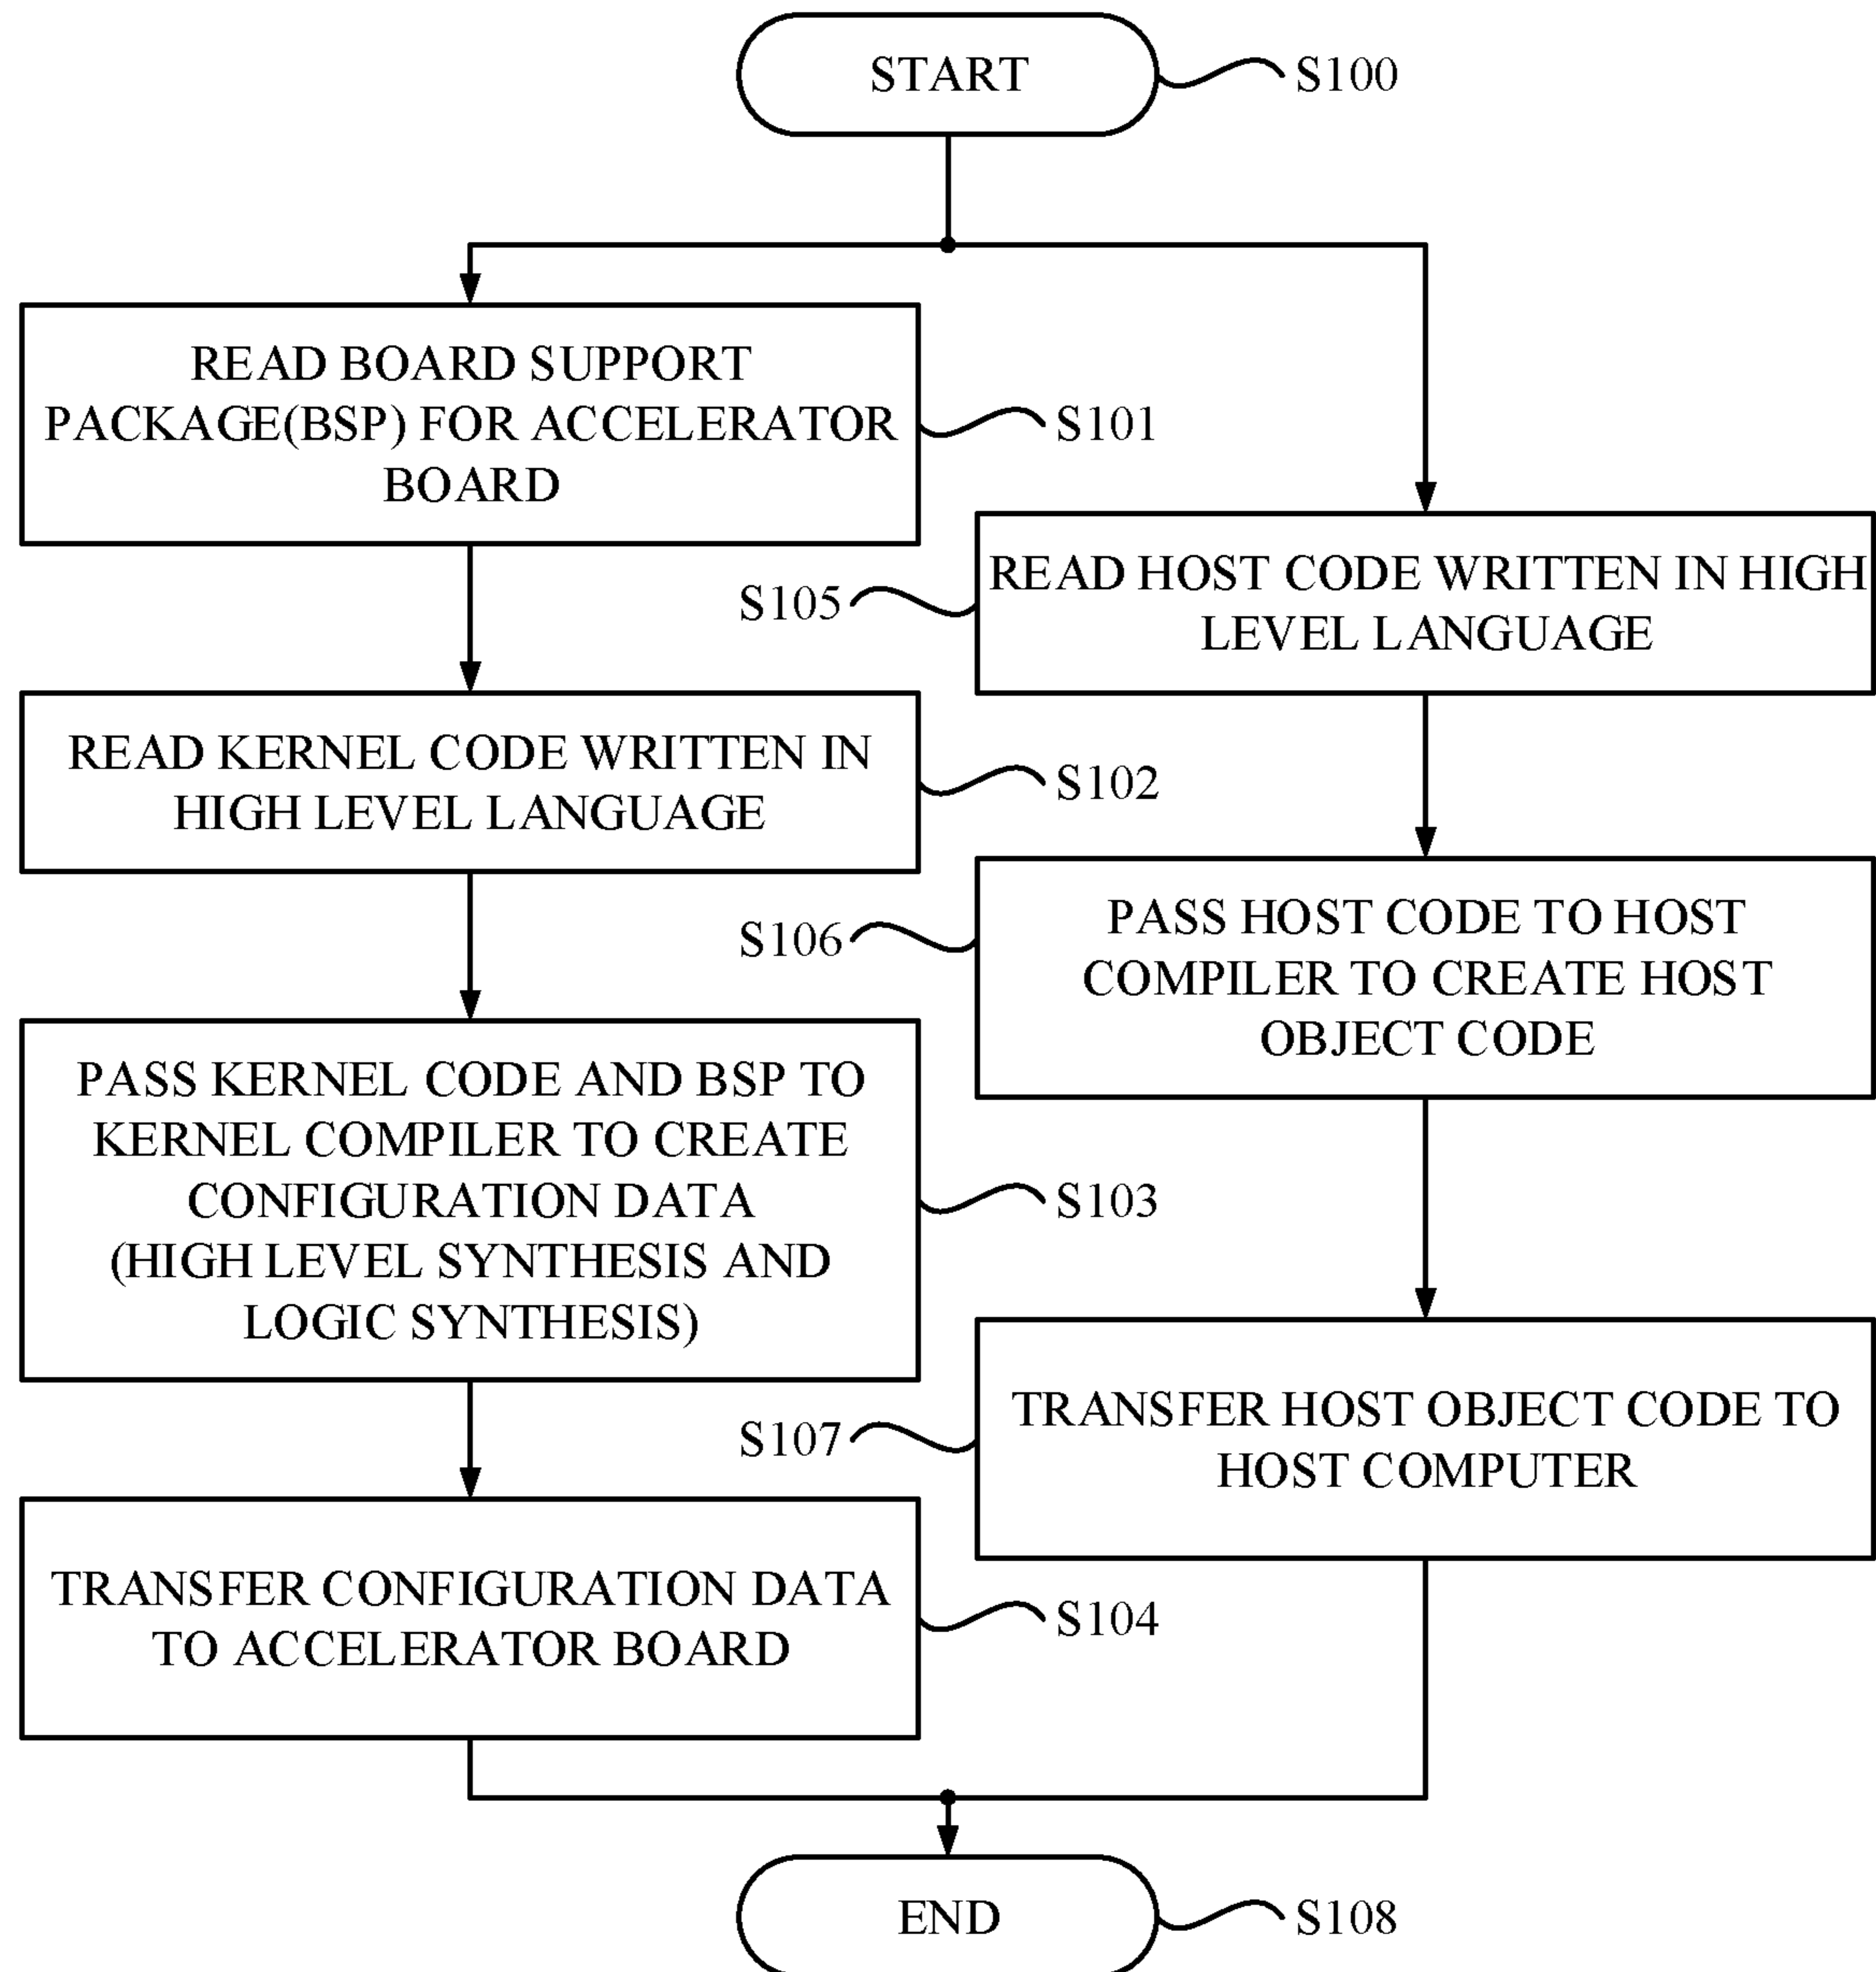 START
S100
READ BOARD SUPPORT
PACKAGE(BSP) FOR ACCELERATOR
BOARD
S101
READ KERNEL CODE WRITTEN IN
HIGH LEVEL LANGUAGE
S102
PASS KERNEL CODE AND BSP TO
KERNEL COMPILER TO CREATE
CONFIGURATION DATA
(HIGH LEVEL SYNTHESIS AND
LOGIC SYNTHESIS)
S103
TRANSFER CONFIGURATION DATA
TO ACCELERATOR BOARD
S104
S105
READ HOST CODE WRITTEN IN HIGH
LEVEL LANGUAGE
S106
PASS HOST CODE TO HOST
COMPILER TO CREATE HOST
OBJECT CODE
S107
TRANSFER HOST OBJECT CODE TO
HOST COMPUTER
END
S108